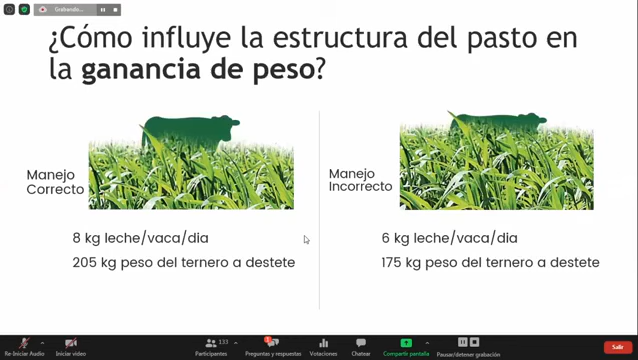 Grabando...
¿Cómo influye la estructura del pasto en
la ganancia de peso?
Manejo
Correcto
8 kg leche/vaca/dia
205 kg peso del ternero a destete
Manejo
Incorrecto
6 kg leche/vaca/dia
175 kg peso del ternero a destete
Re-Iniciar Audio
Iniciar video
133
Participantes
Preguntas y respuestas
Votaciones
Chatear
Compartir pantalla
Pausar/detener grabación
Salir